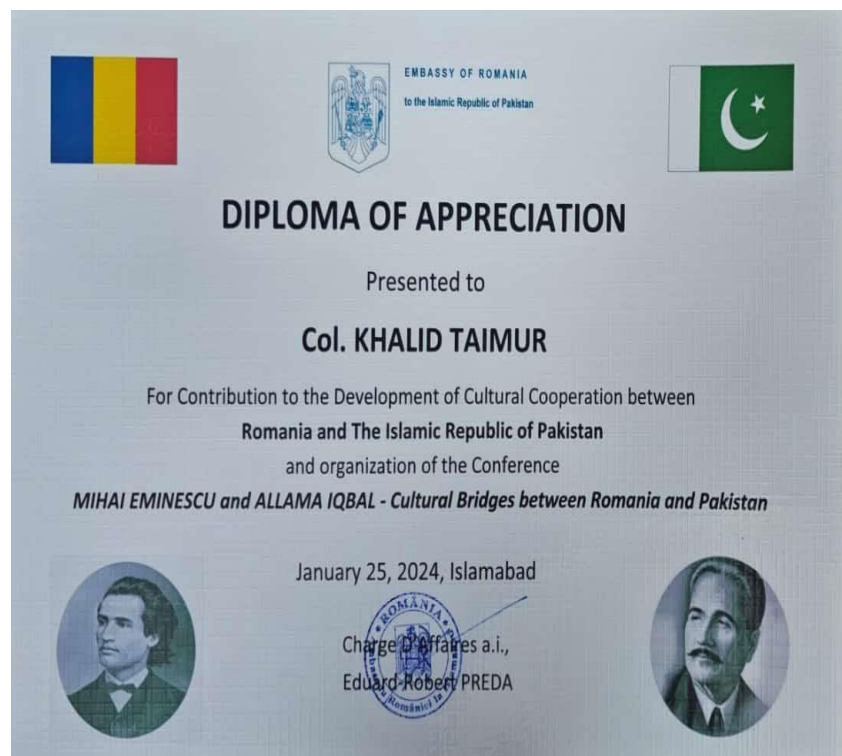 EMBASSY OF ROMANIA
to the Islamic Republic of Pakistan
DIPLOMA OF APPRECIATION
Presented to
Col. KHALID TAIMUR
For Contribution to the Development of Cultural Cooperation between
Romania and The Islamic Republic of Pakistan
and organization of the Conference
MIHAI EMINESCU and ALLAMA IQBAL - Cultural Bridges between Romania and Pakistan
January 25, 2024, Islamabad
Charge D'Affaires a.i.,
Eduard-Robert PREDA
ROMÂNIA
României